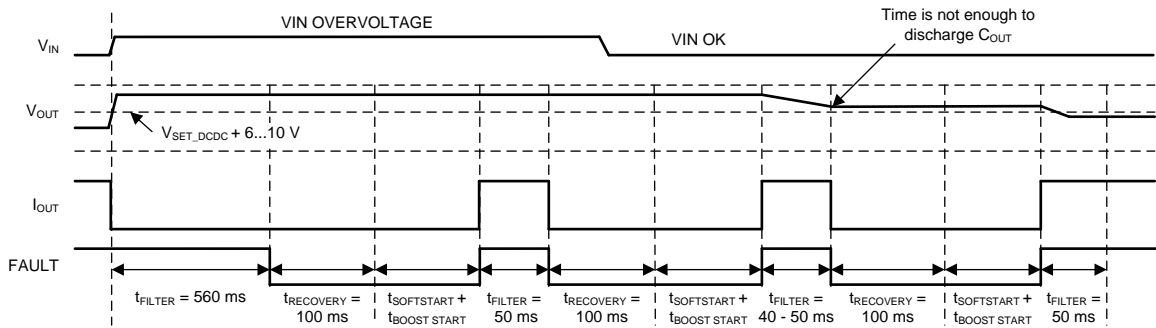 VIN OVERVOLTAGE
VIN OK
Time is not enough to
discharge COUT
VIN
VOUT
VSET_DCDC + 6...10 V
IOUT
FAULT
tFILTER = 560 ms
tRECOVERY =
100 ms
tSOFTSTART +
tBOOST START
tFILTER =
50 ms
tRECOVERY =
100 ms
tSOFTSTART +
tBOOST START
tFILTER =
40 - 50 ms
tRECOVERY =
100 ms
tSOFTSTART +
tBOOST START
tFILTER =
50 ms